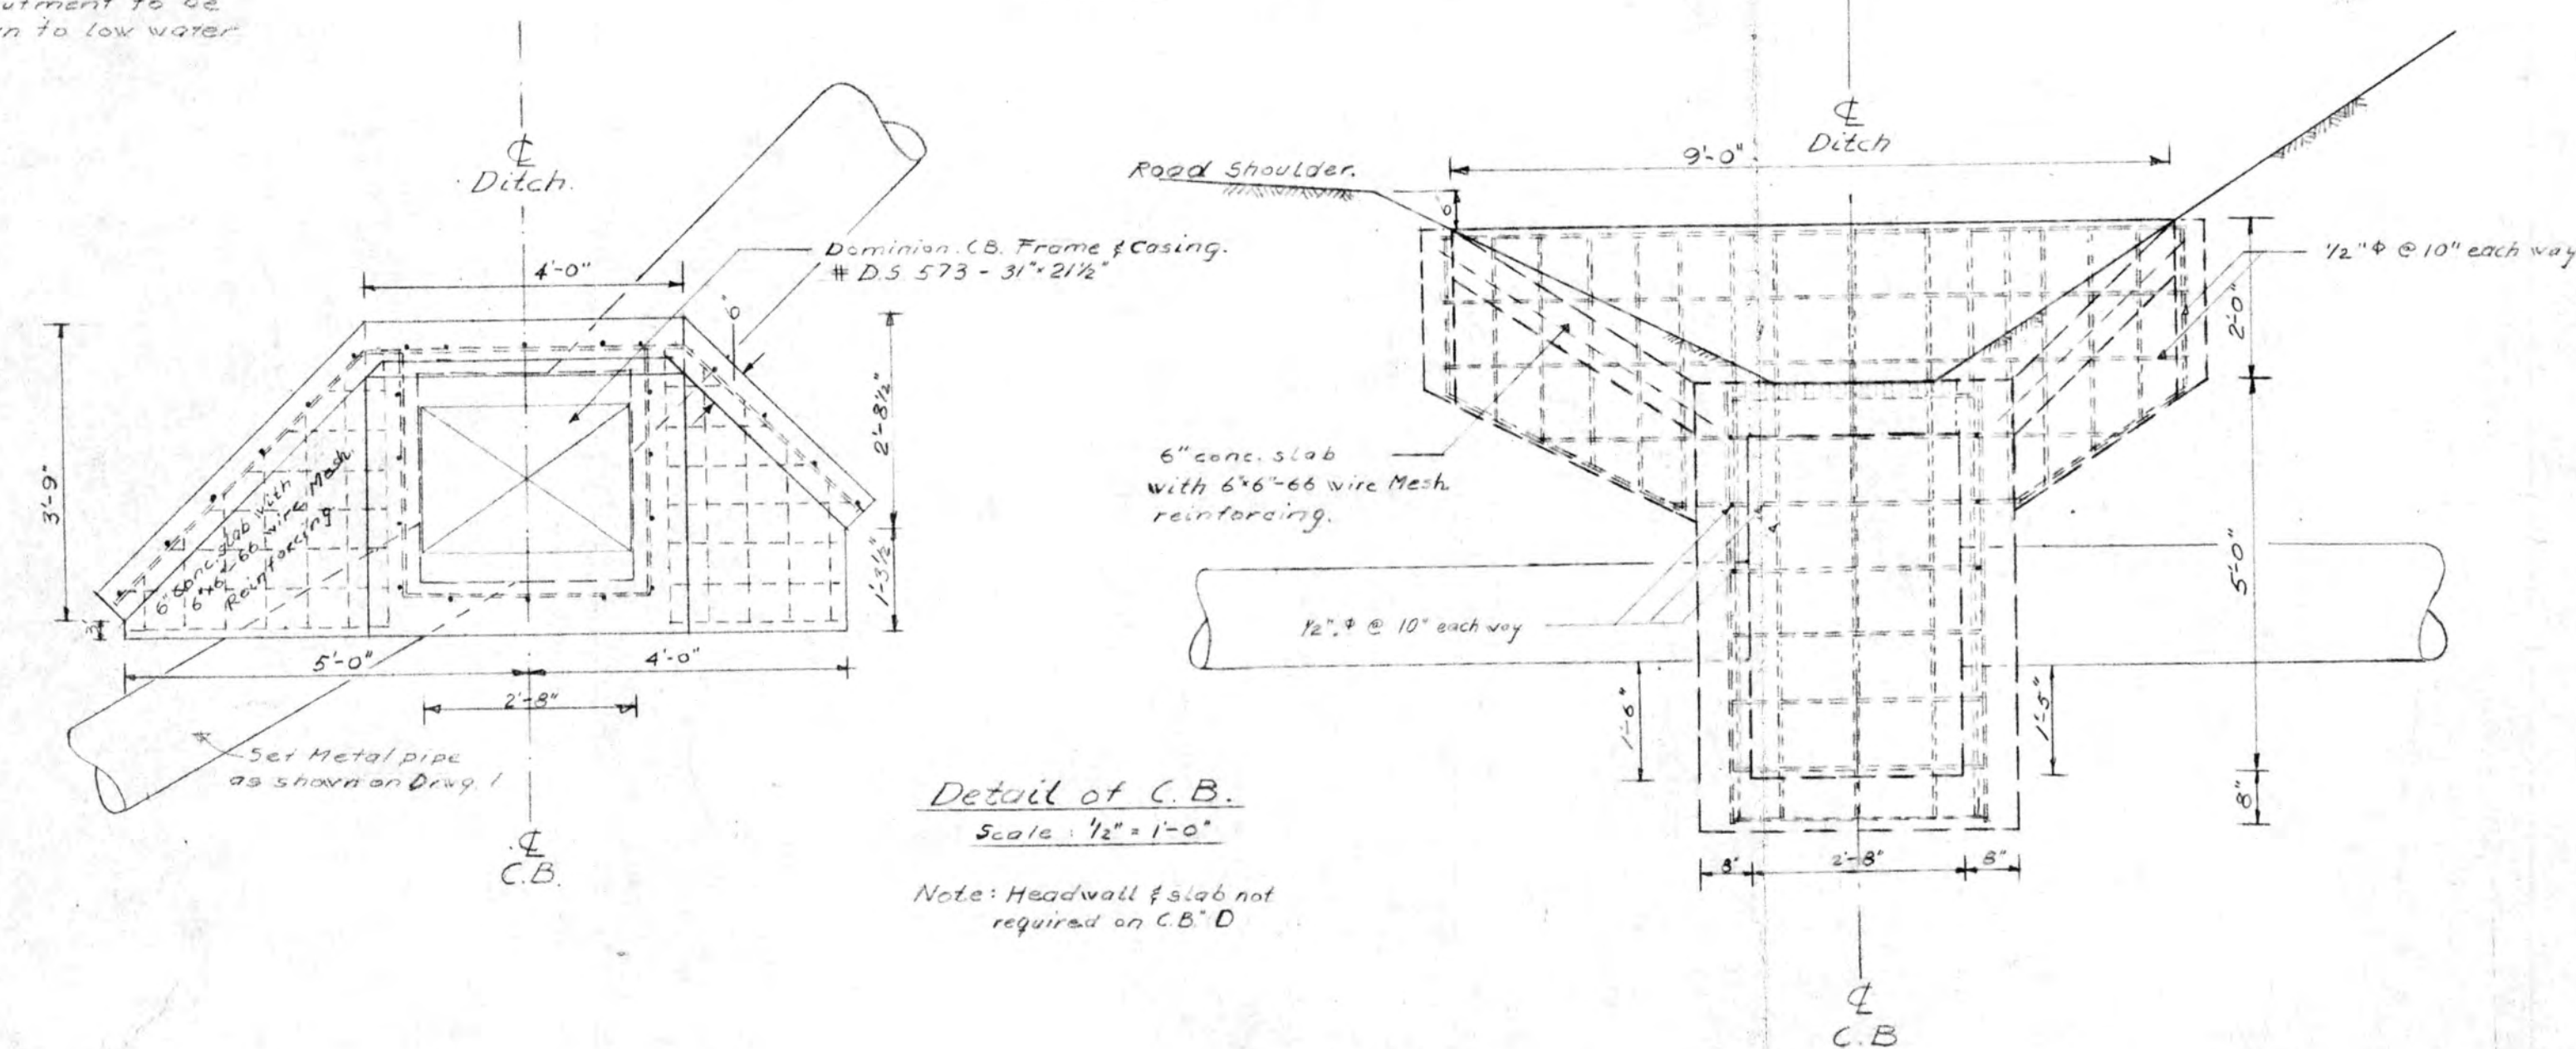 to be
to low water
℄
Ditch.
Dominion. C.B. Frame & Casing.
# D.S 573 - 31"×21½"
4'-0"
6"
3'-9"
2'-8½"
1'-3½"
6" conc. slab with
6"x6"-66 wire Mesh.
Reinforcing
5'-0"
4'-0"
2'-8"
Set Metal pipe
as shown on Drwg. 1
℄
C.B.
Detail of C.B.
Scale : ½" = 1'-0"
Note: Headwall & slab not
required on C.B. "D
℄
Ditch
9'-0"
Road Shoulder.
6"
½" Φ @ 10" each way
2'-0"
6" conc. slab
with 6"x6"-66 wire Mesh
reinforcing.
5'-0"
½" Φ @ 10" each way
1'-6"
1'-5"
8"
8"
2'-8"
8"
℄
C.B